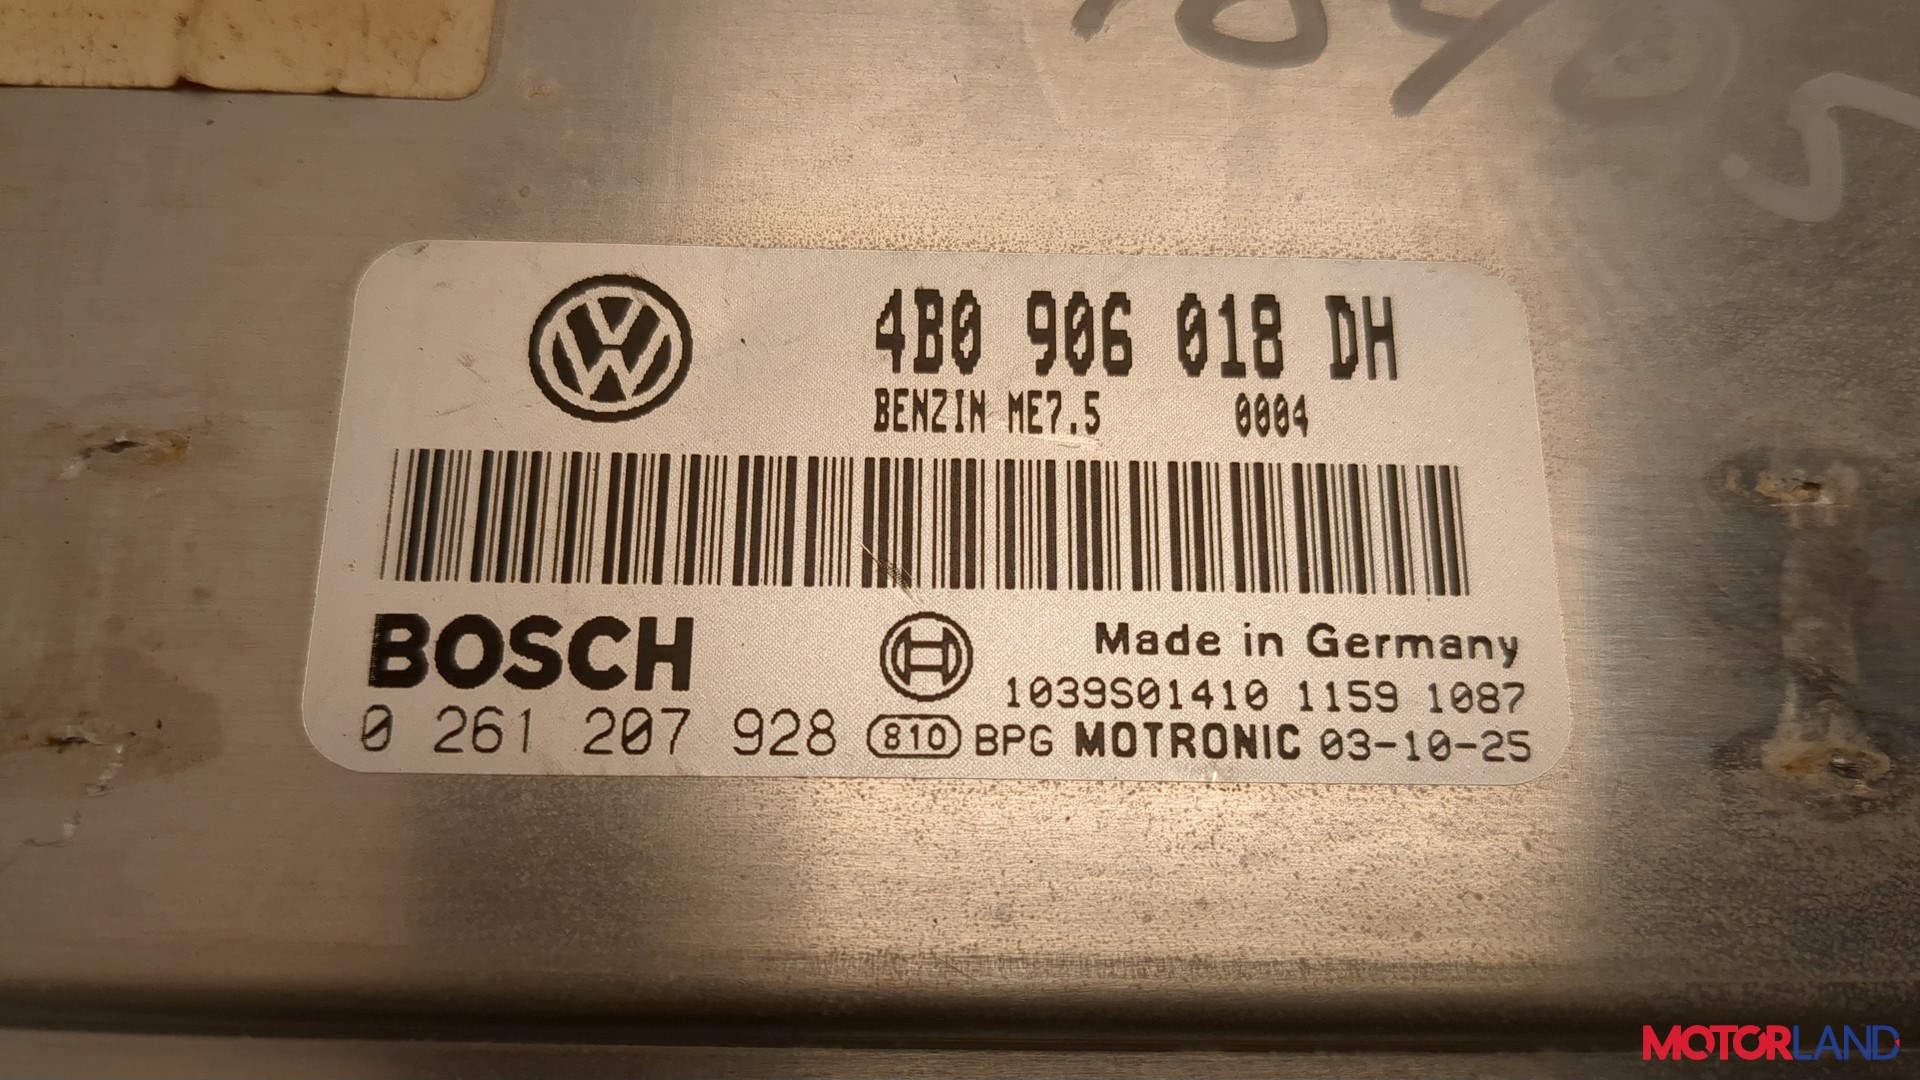 4B0 906 018 DH
BENZIN ME7.5 0004
BOSCH
Made in Germany
1039S01410 1159 1087
0 261 207 928 810 BPG MOTRONIC 03-10-25
MOTORLAND